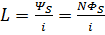 L = Ψ_S / i = NΦ_S / i